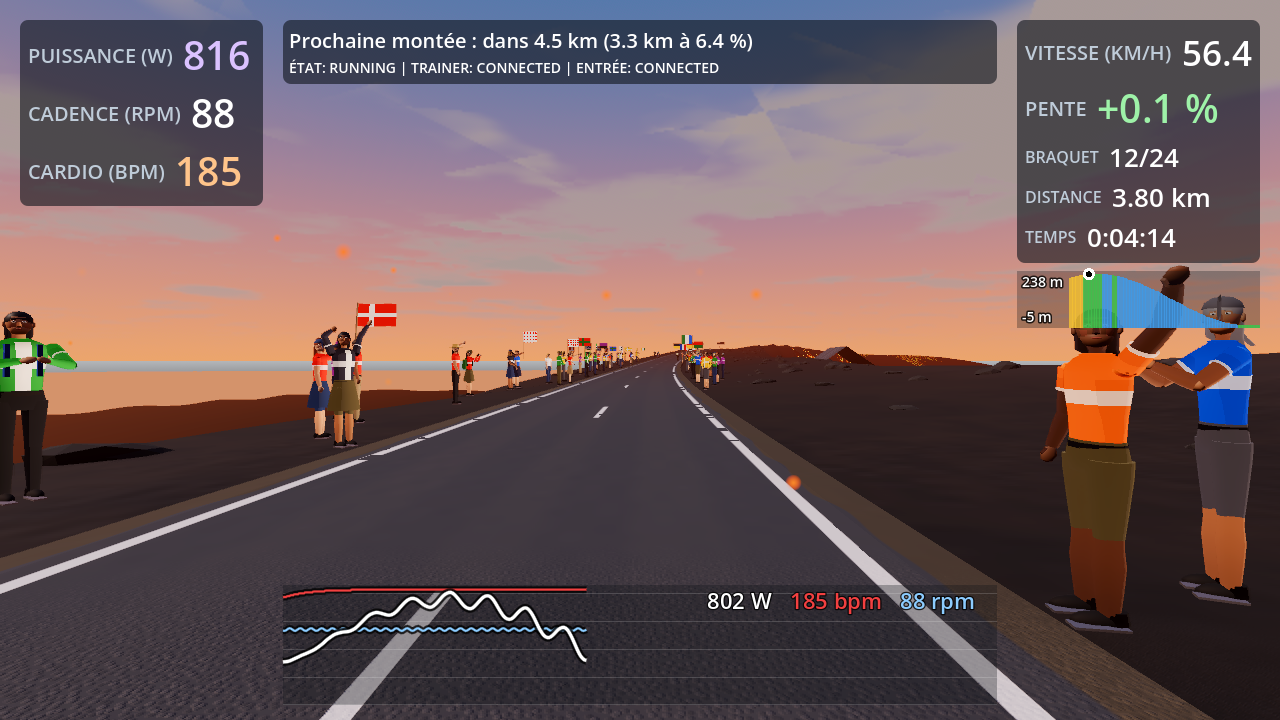 PUISSANCE (W) 816
CADENCE (RPM) 88
CARDIO (BPM) 185
Prochaine montée : dans 4.5 km (3.3 km à 6.4 %)
ÉTAT: RUNNING | TRAINER: CONNECTED | ENTRÉE: CONNECTED
VITESSE (KM/H) 56.4
PENTE +0.1 %
BRAQUET 12/24
DISTANCE 3.80 km
TEMPS 0:04:14
238 m
-5 m
802 W 185 bpm 88 rpm